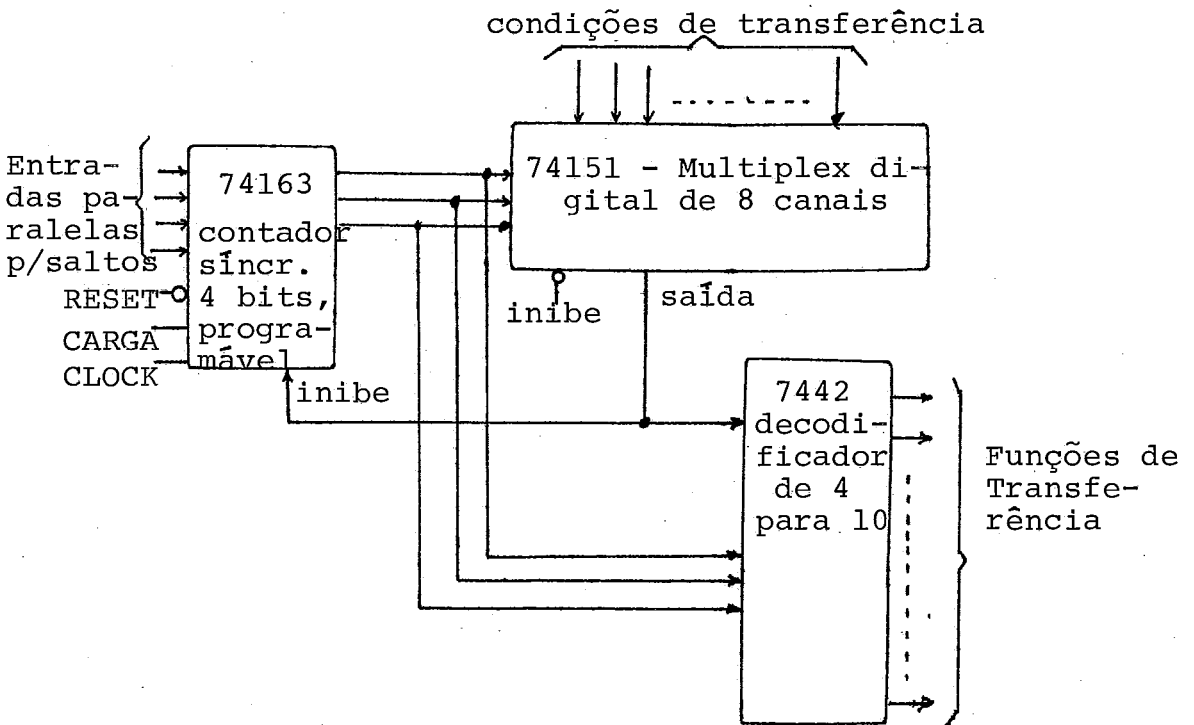 condições de transferência
Entra-
das pa-
ralelas
p/saltos
RESET
CARGA
CLOCK
74163
contador
síncr.
4 bits,
progra-
mável
inibe
74151 - Multiplex di-
gital de 8 canais
inibe
saída
7442
decodi-
ficador
de 4
para 10
Funções de
Transfe-
rência